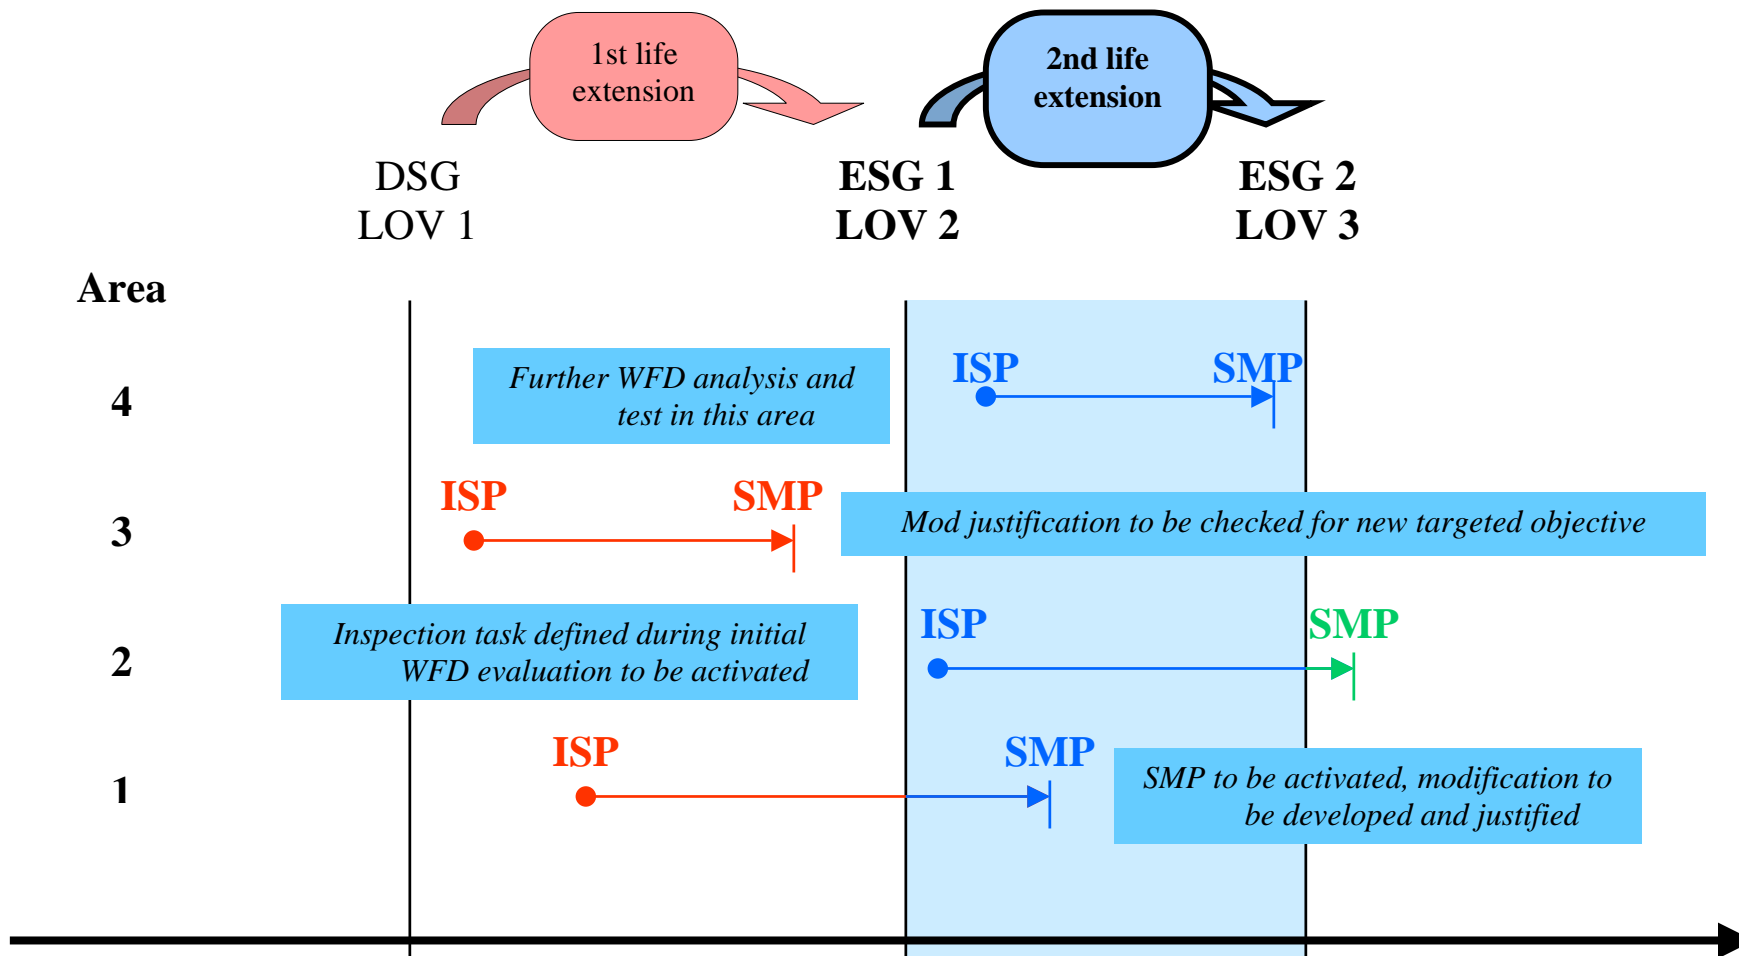 1st life
extension
2nd life
extension
DSG
LOV 1
ESG 1
LOV 2
ESG 2
LOV 3
Area
4
Further WFD analysis and
test in this area
ISP
SMP
3
ISP
SMP
Mod justification to be checked for new targeted objective
2
Inspection task defined during initial
WFD evaluation to be activated
ISP
SMP
1
ISP
SMP
SMP to be activated, modification to
be developed and justified